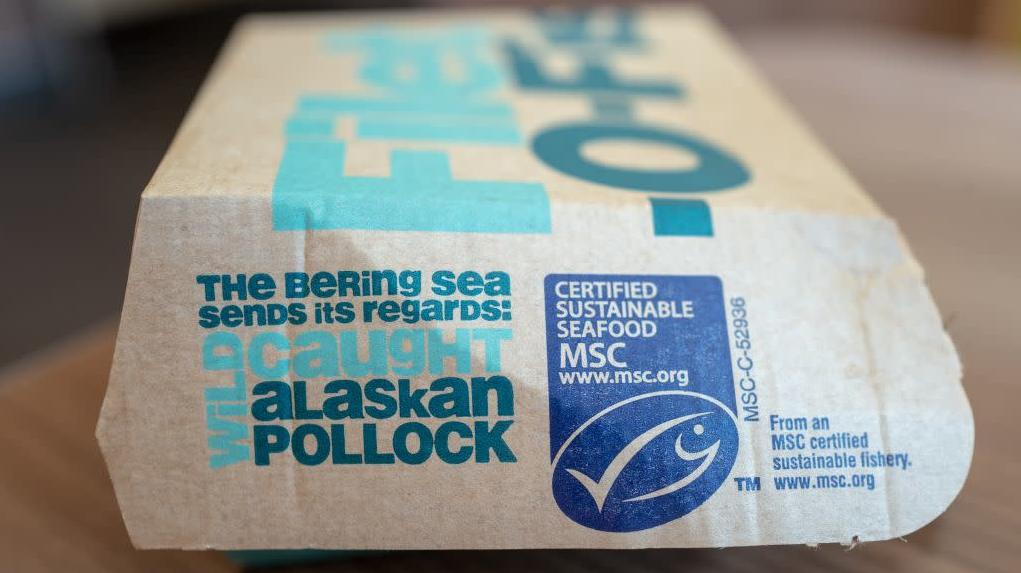 Filet
-O-F
THE BERING SEA
SENDS ITS REGARDS:
WILD
CAUGHT
ALASKAN
POLLOCK
CERTIFIED
SUSTAINABLE
SEAFOOD
MSC
www.msc.org
MSC-C-52936
TM
From an
MSC certified
sustainable fishery.
www.msc.org